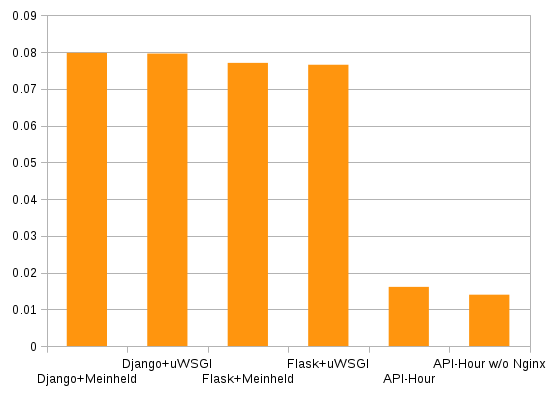 0.09
0.08
0.07
0.06
0.05
0.04
0.03
0.02
0.01
0
Django+Meinheld
Django+uWSGI
Flask+Meinheld
Flask+uWSGI
API-Hour
API-Hour w/o Nginx